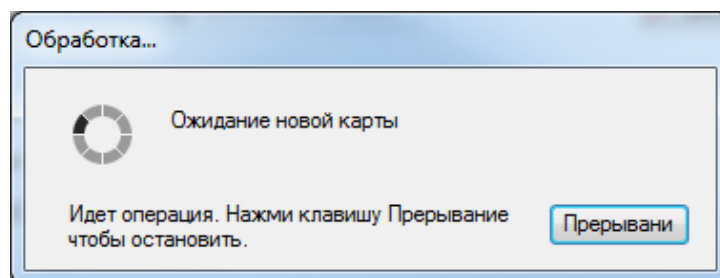 Обработка...
Ожидание новой карты
Идет операция. Нажми клавишу Прерывание
чтобы остановить.
Прерывани